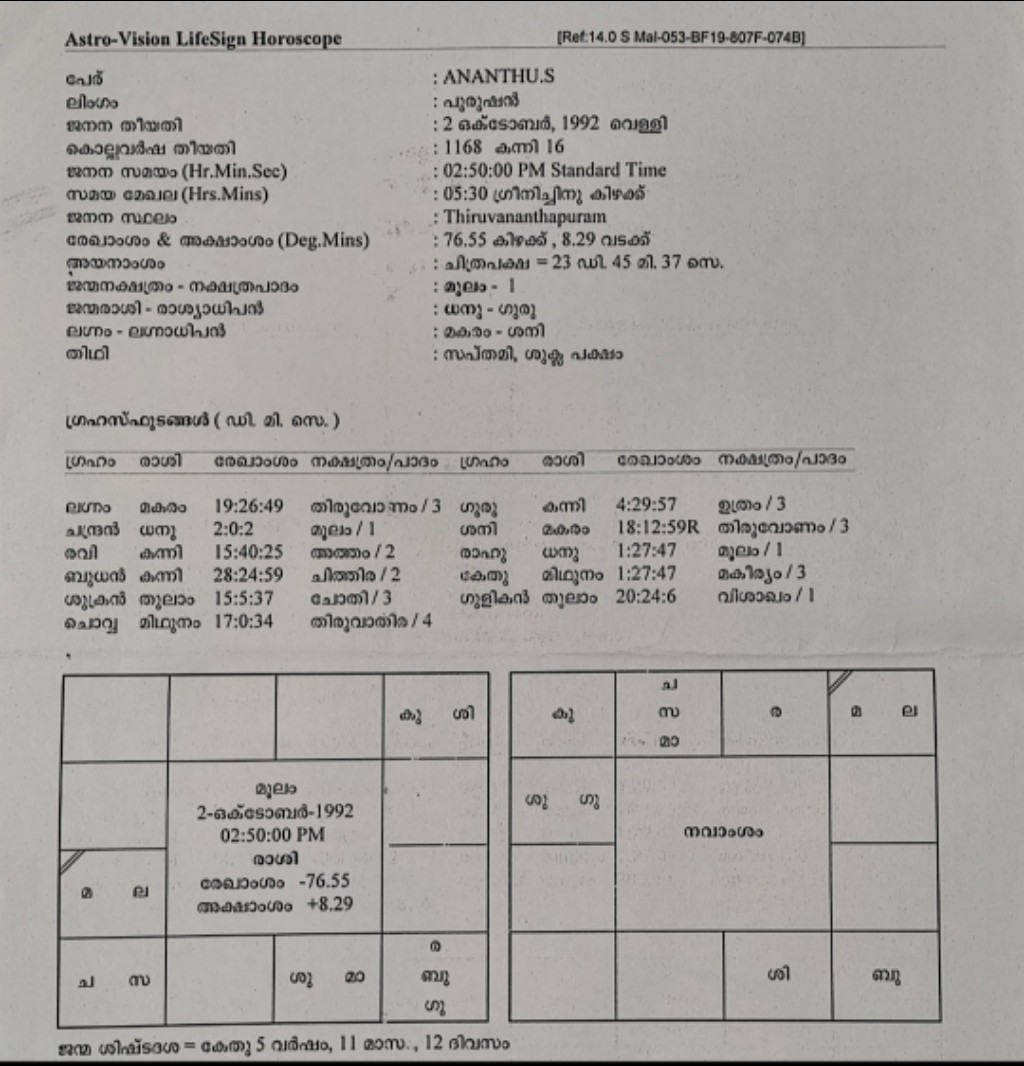 Astro-Vision LifeSign Horoscope [Ref:14.0 S Mal-053-BF19-807F-074B]
പേര് : ANANTHU.S
ലിംഗം : പുരുഷൻ
ജനന തീയതി : 2 ഒക്ടോബർ, 1992 വെള്ളി
കൊല്ലവർഷ തീയതി : 1168 കന്നി 16
ജനന സമയം (Hr.Min.Sec) : 02:50:00 PM Standard Time
സമയ മേഖല (Hrs.Mins) : 05:30 ഗ്രീനിച്ചിനു കിഴക്ക്
ജനന സ്ഥലം : Thiruvananthapuram
രേഖാംശം & അക്ഷാംശം (Deg.Mins) : 76.55 കിഴക്ക് , 8.29 വടക്ക്
അയനാംശം : ചിത്രപക്ഷ = 23 ഡി. 45 മി. 37 സെ.
ജന്മനക്ഷത്രം - നക്ഷത്രപാദം : മൂലം - 1
ജന്മരാശി - രാശ്യാധിപൻ : ധനു - ഗുരു
ലഗ്നം - ലഗ്നാധിപൻ : മകരം - ശനി
തിഥി : സപ്തമി, ശുക്ല പക്ഷം
ഗ്രഹസ്ഫുടങ്ങൾ ( ഡി. മി. സെ. )
ഗ്രഹം രാശി രേഖാംശം നക്ഷത്രം/പാദം ഗ്രഹം രാശി രേഖാംശം നക്ഷത്രം/പാദം
ലഗ്നം മകരം 19:26:49 തിരുവോണം / 3 ഗുരു കന്നി 4:29:57 ഉത്രം / 3
ചന്ദ്രൻ ധനു 2:0:2 മൂലം / 1 ശനി മകരം 18:12:59R തിരുവോണം / 3
രവി കന്നി 15:40:25 അത്തം / 2 രാഹു ധനു 1:27:47 മൂലം / 1
ബുധൻ കന്നി 28:24:59 ചിത്തിര / 2 കേതു മിഥുനം 1:27:47 മകീര്യം / 3
ശുക്രൻ തുലാം 15:5:37 ചോതി / 3 ഗുളികൻ തുലാം 20:24:6 വിശാഖം / 1
ചൊവ്വ മിഥുനം 17:0:34 തിരുവാതിര / 4
കു ശി
മൂലം
2-ഒക്ടോബർ-1992
02:50:00 PM
രാശി
രേഖാംശം -76.55
അക്ഷാംശം +8.29
മ ല
ച സ
ശു മാ
ര
ബു
ഗു
കു
ച
സ
മാ
ര
മ ല
ശു ഗു
നവാംശം
ശി
ബു
ജന്മ ശിഷ്ടദശ = കേതു 5 വർഷം, 11 മാസ., 12 ദിവസം